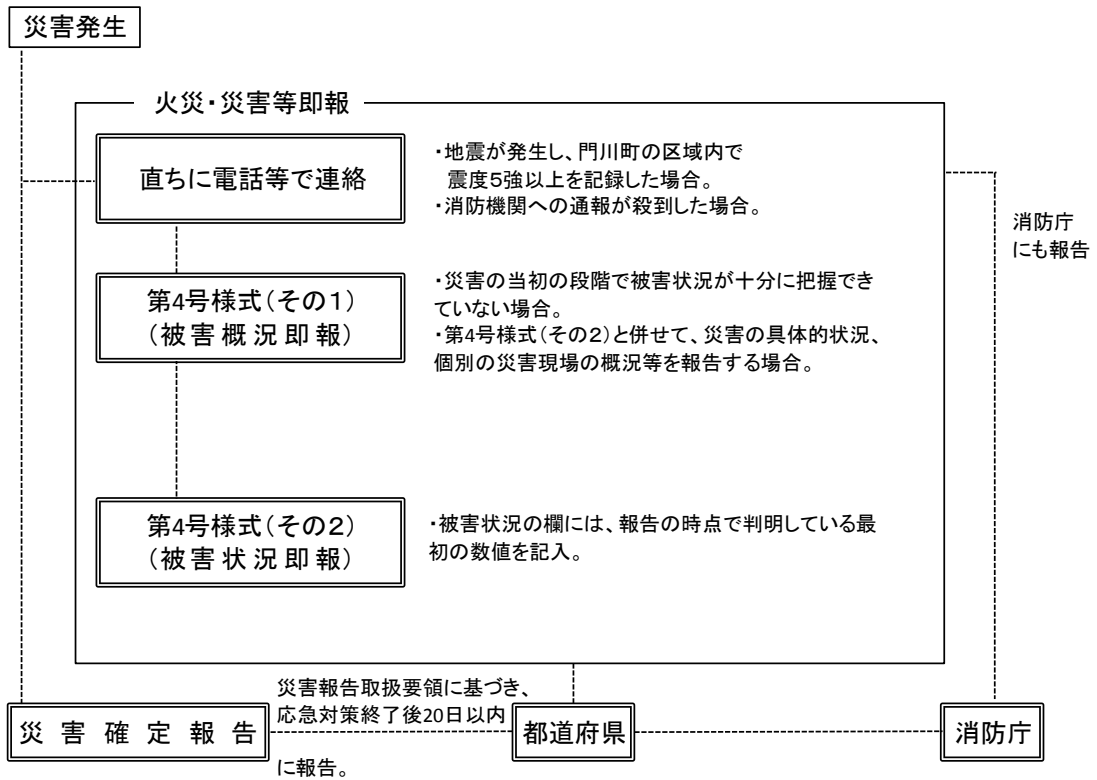 災害発生
火災・災害等即報
直ちに電話等で連絡
・地震が発生し、門川町の区域内で
震度5強以上を記録した場合。
・消防機関への通報が殺到した場合。
消防庁
にも報告
第4号様式(その1)
(被害概況即報)
・災害の当初の段階で被害状況が十分に把握でき
ていない場合。
・第4号様式(その2)と併せて、災害の具体的状況、
個別の災害現場の概況等を報告する場合。
第4号様式(その2)
(被害状況即報)
・被害状況の欄には、報告の時点で判明している最
初の数値を記入。
災害確定報告
災害報告取扱要領に基づき、
応急対策終了後20日以内
に報告。
都道府県
消防庁